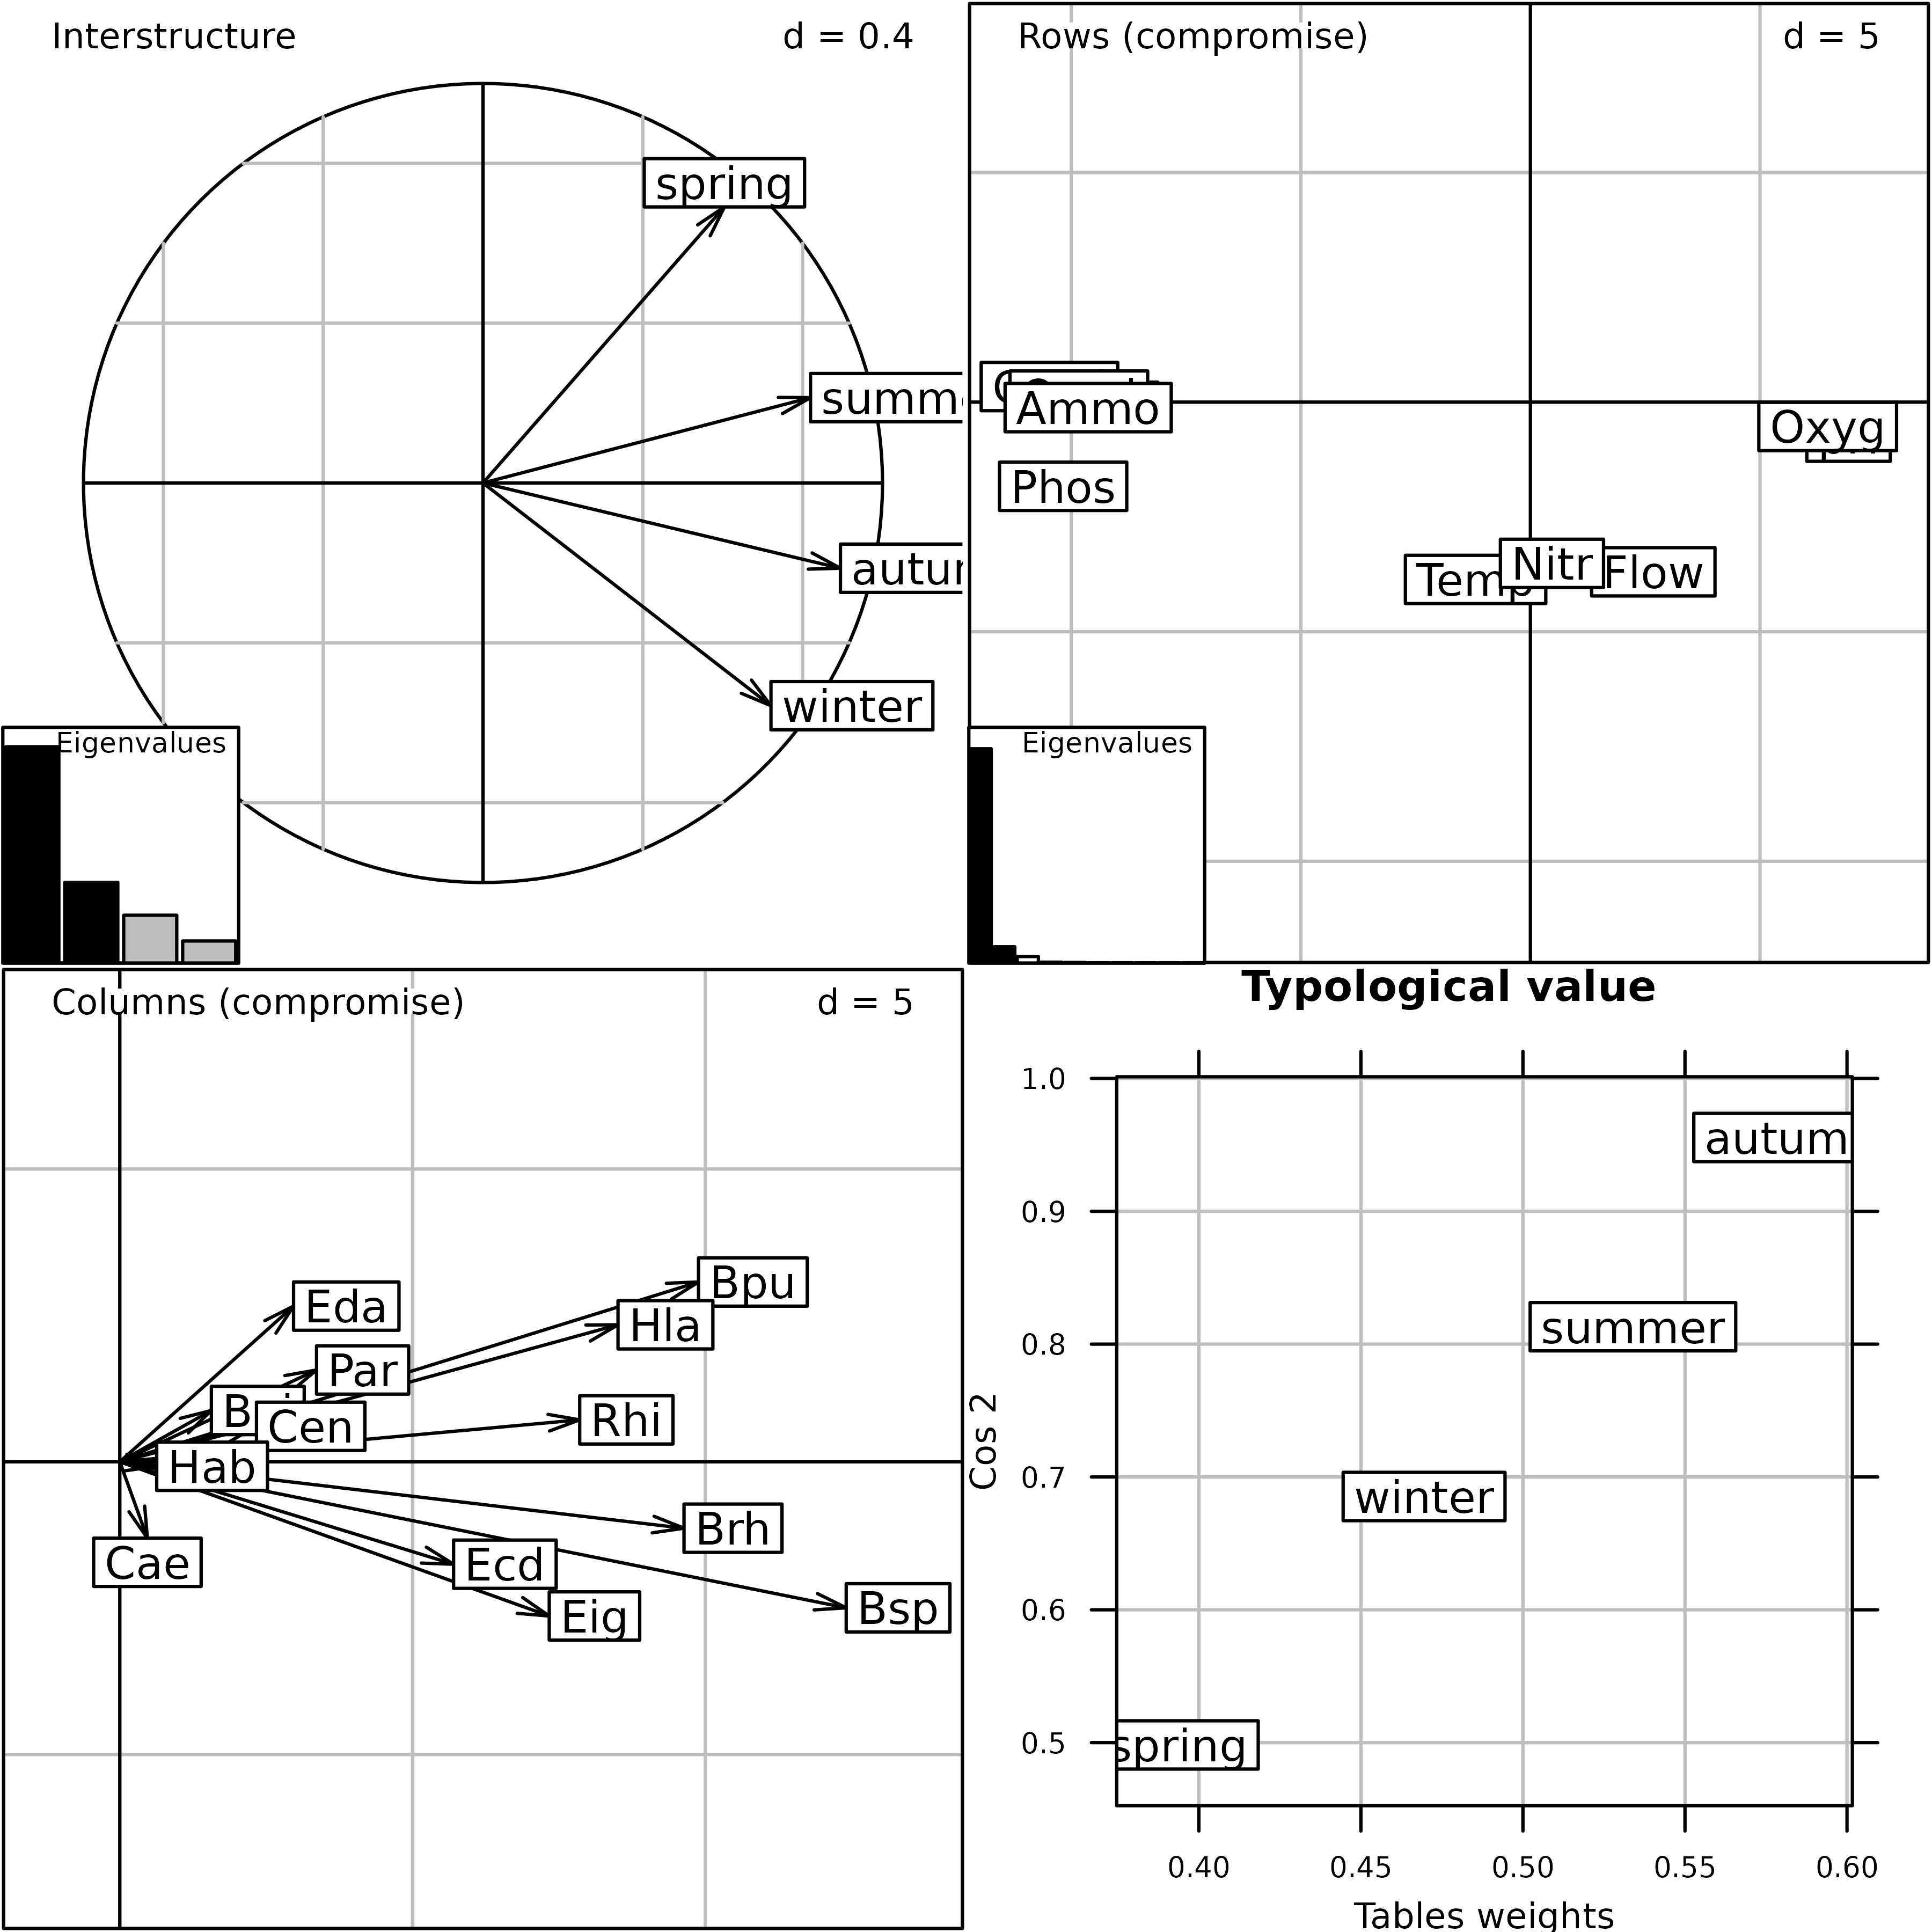 Interstructure
d = 0.4
spring
summ
autu
winter
Eigenvalues
Rows (compromise)
d = 5
Ammo
Phos
Oxyg
Nitr
Flow
Eigenvalues
Columns (compromise)
d = 5
Eda
Bpu
Hla
Par
Cen
Rhi
Hab
Cae
Brh
Ecd
Bsp
Eig
Typological value
1.0
0.9
0.8
0.7
0.6
0.5
autum
summer
winter
spring
Cos 2
0.40
0.45
0.50
0.55
0.60
Tables weights